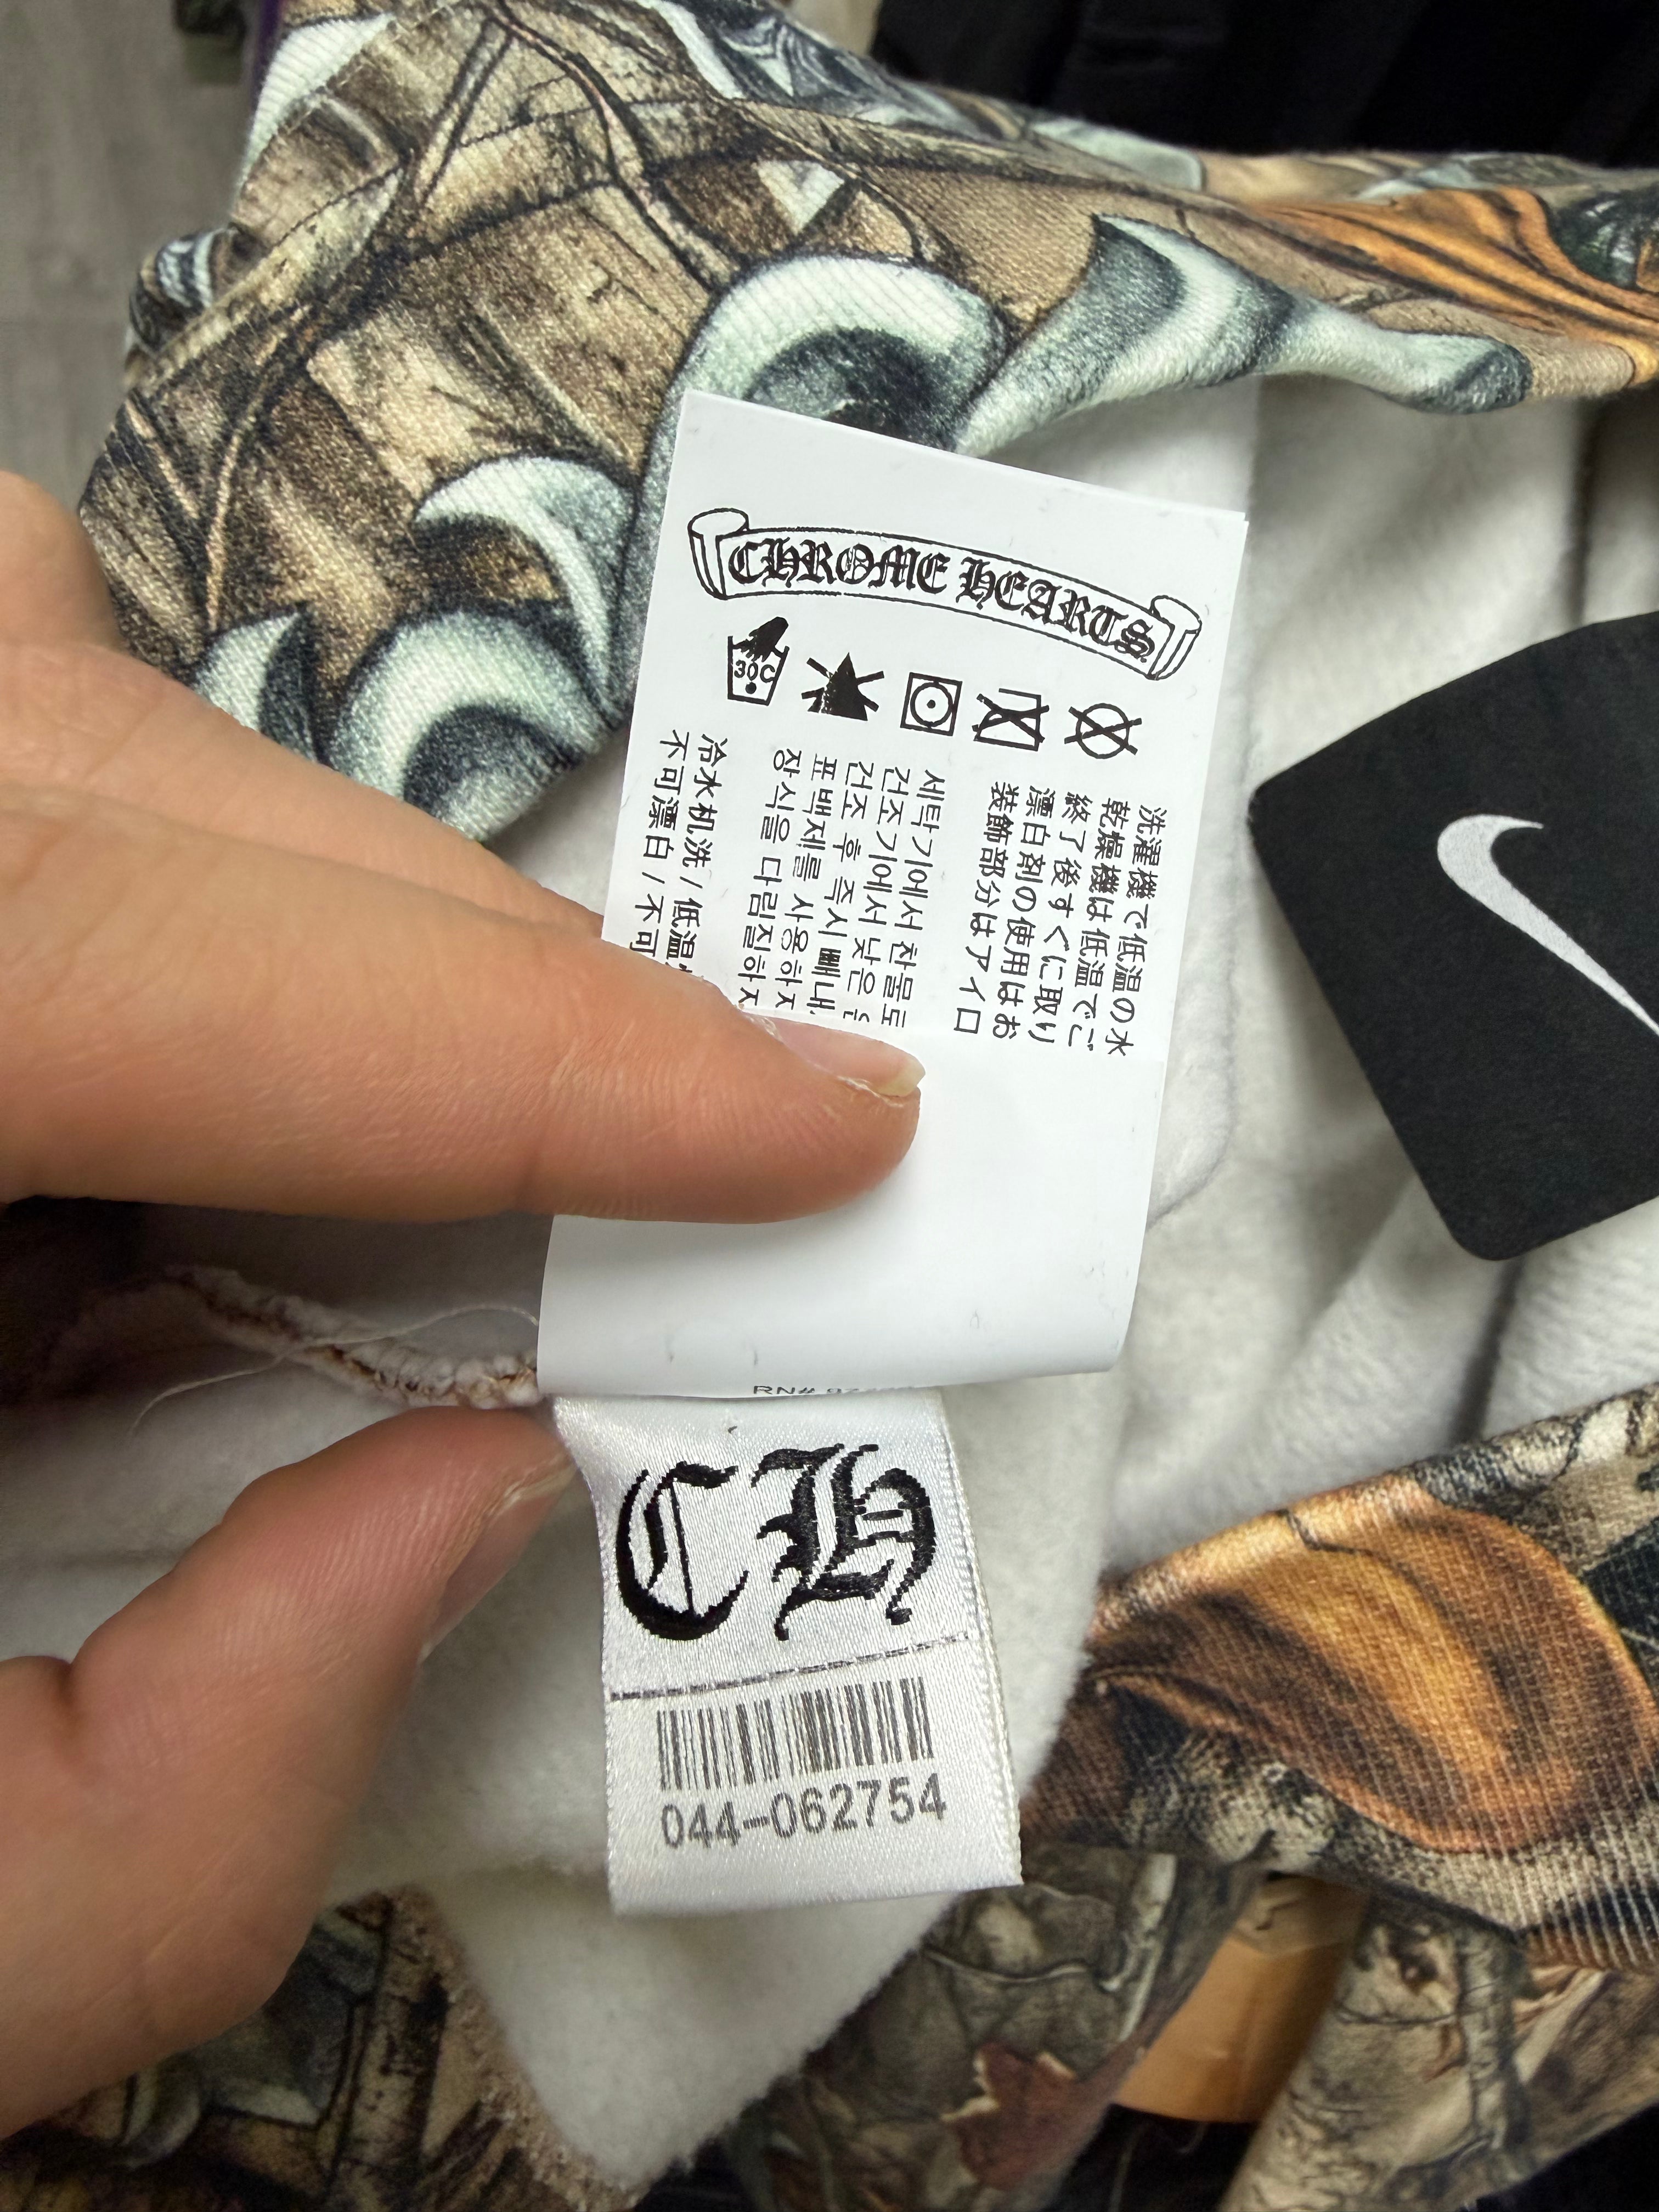 CHROME HEARTS
30C
洗濯機で低温の水
乾燥機は低温でご
終了後すぐに取り
漂白剤の使用はお
装飾部分はアイロ
세탁기에서 찬물로
건조기에서 낮은
건조 후 즉시 빼내
표백제를 사용하지
장식을 다림질하지
冷水机洗 / 低温
不可漂白 / 不可
RN#
CH
044-062754